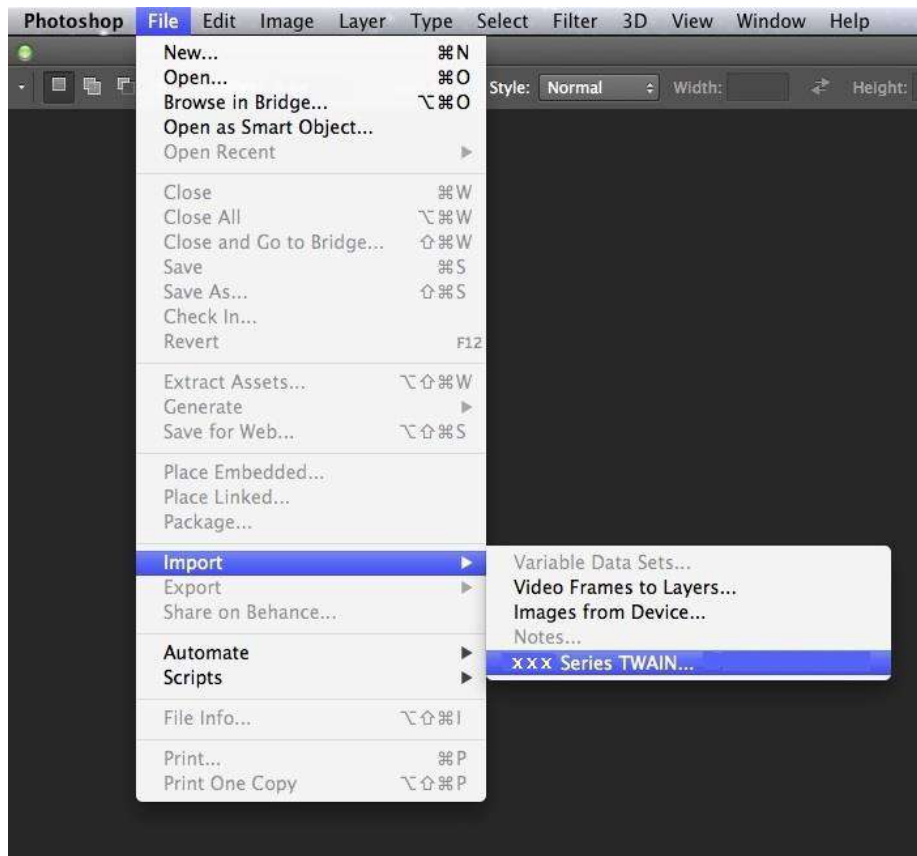 Photoshop File Edit Image Layer Type Select Filter 3D View Window Help
Style: Normal Width: Height:
New... ⌘N
Open... ⌘O
Browse in Bridge... ⌥⌘O
Open as Smart Object...
Open Recent
Close ⌘W
Close All ⌥⌘W
Close and Go to Bridge... ⇧⌘W
Save ⌘S
Save As... ⇧⌘S
Check In...
Revert F12
Extract Assets... ⌥⇧⌘W
Generate
Save for Web... ⌥⇧⌘S
Place Embedded...
Place Linked...
Package...
Import
Export
Share on Behance...
Automate
Scripts
File Info... ⌥⇧⌘I
Print... ⌘P
Print One Copy ⌥⇧⌘P
Variable Data Sets...
Video Frames to Layers...
Images from Device...
Notes...
xxx Series TWAIN...